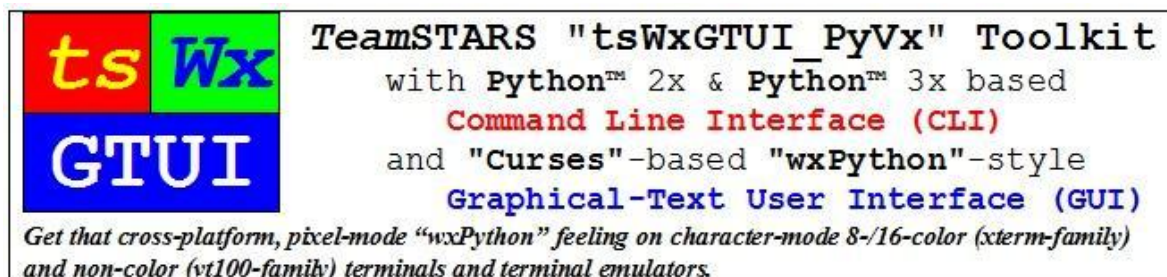 ts Wx
GTUI
TeamSTARS "tsWxGTUI_PyVx" Toolkit
with Python™ 2x & Python™ 3x based
Command Line Interface (CLI)
and "Curses"-based "wxPython"-style
Graphical-Text User Interface (GUI)
Get that cross-platform, pixel-mode “wxPython” feeling on character-mode 8-/16-color (xterm-family)
and non-color (vt100-family) terminals and terminal emulators.